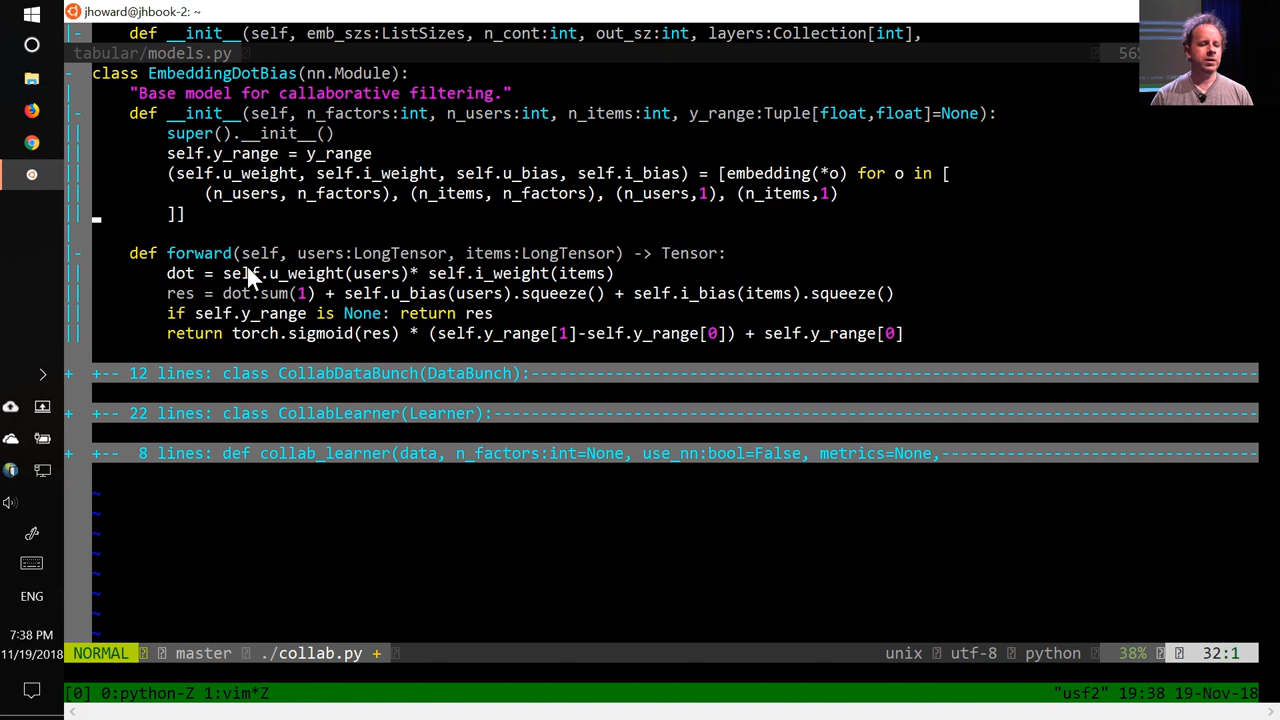 jhoward@jhbook-2: ~
|- def __init__(self, emb_szs:ListSizes, n_cont:int, out_sz:int, layers:Collection[int],
tabular/models.py 56%
- class EmbeddingDotBias(nn.Module):
| "Base model for callaborative filtering."
|- def __init__(self, n_factors:int, n_users:int, n_items:int, y_range:Tuple[float,float]=None):
|| super().__init__()
|| self.y_range = y_range
|| (self.u_weight, self.i_weight, self.u_bias, self.i_bias) = [embedding(*o) for o in [
|| (n_users, n_factors), (n_items, n_factors), (n_users,1), (n_items,1)
|| ]]
|
|- def forward(self, users:LongTensor, items:LongTensor) -> Tensor:
|| dot = self.u_weight(users)* self.i_weight(items)
|| res = dot.sum(1) + self.u_bias(users).squeeze() + self.i_bias(items).squeeze()
|| if self.y_range is None: return res
|| return torch.sigmoid(res) * (self.y_range[1]-self.y_range[0]) + self.y_range[0]
+ +-- 12 lines: class CollabDataBunch(DataBunch):------------------------------------------------------------------------------
+ +-- 22 lines: class CollabLearner(Learner):----------------------------------------------------------------------------------
+ +--  8 lines: def collab_learner(data, n_factors:int=None, use_nn:bool=False, metrics=None,----------------------------------
~
~
~
~
~
~
~
~
NORMAL master ./collab.py + unix utf-8 python 38% 32:1
[0] 0:python-Z 1:vim*Z "usf2" 19:38 19-Nov-18
ENG
7:38 PM
11/19/2018